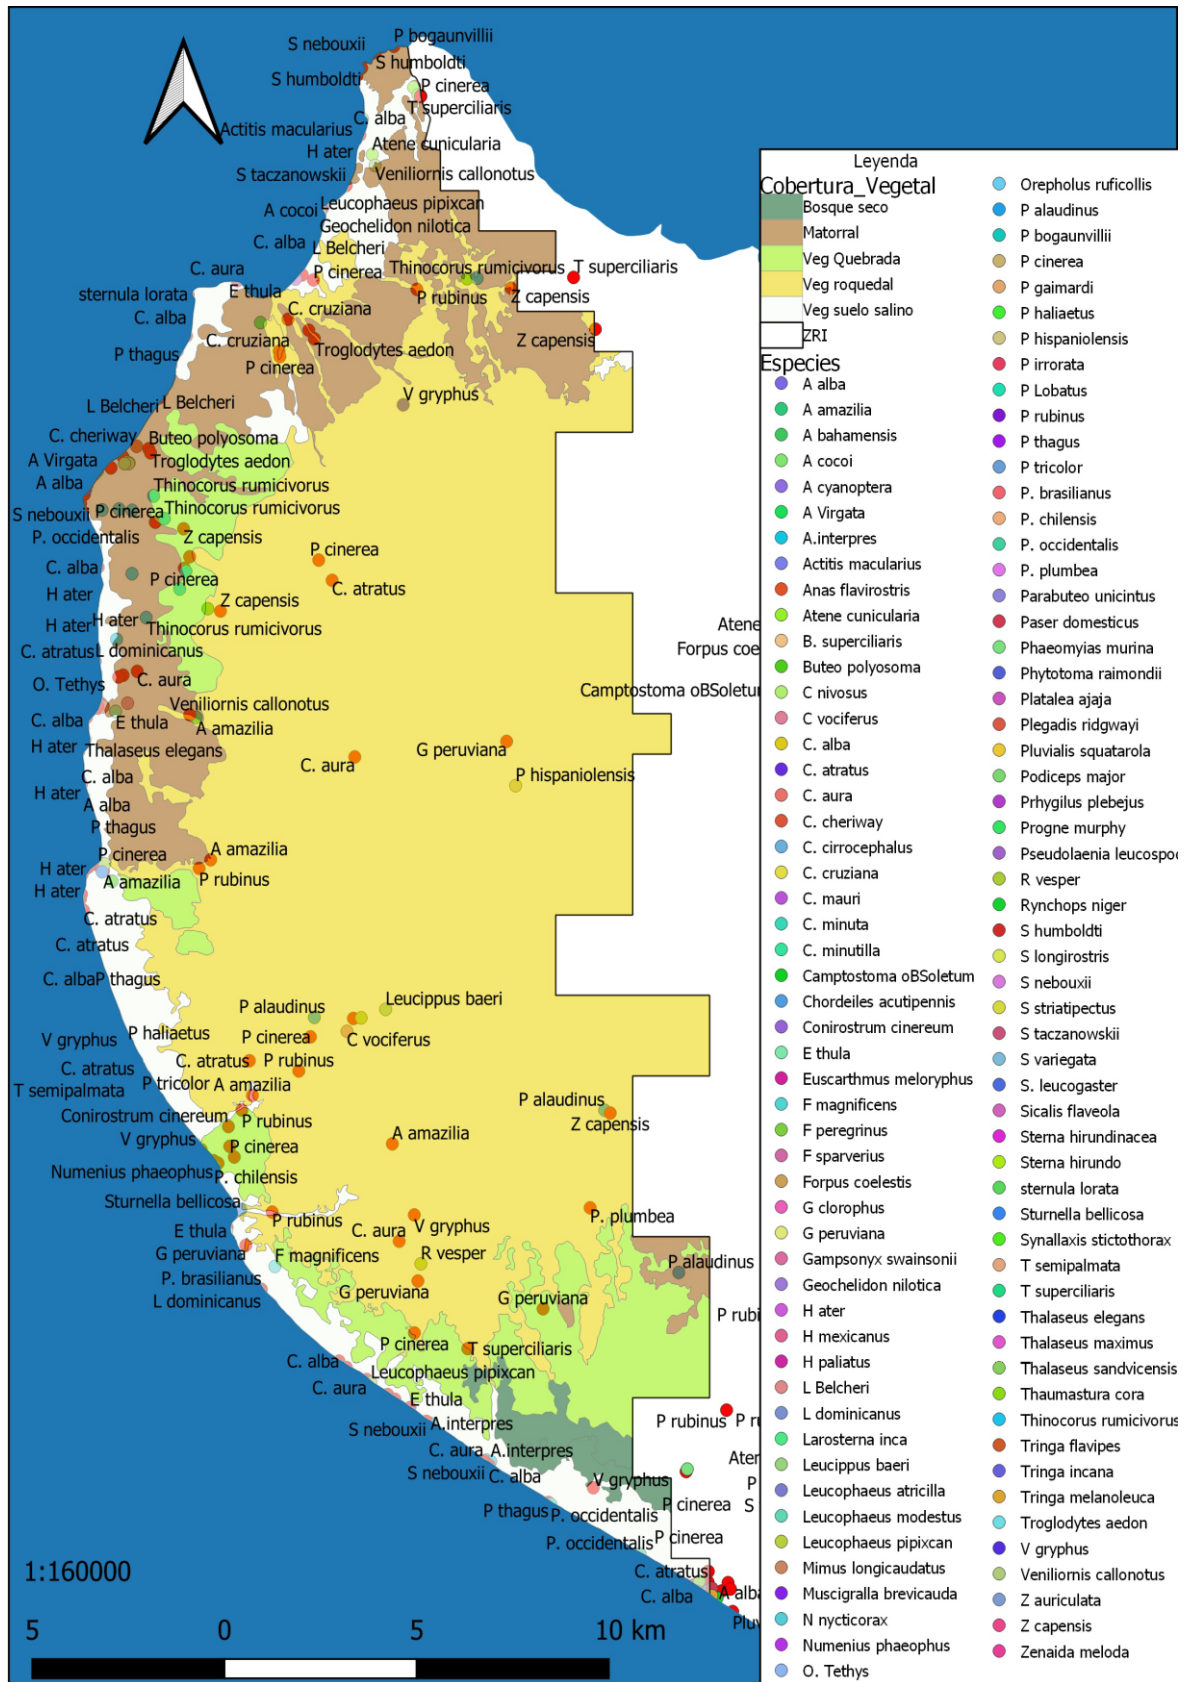 P bogaunvillii
S nebouxii
S humboldti
S humboldti
P cinerea
T superciliaris
C. alba
Actitis macularius
Atene cunicularia
H ater
S taczanowskii
Veniliornis callonotus
A cocoi
Leucophaeus pipixcan
Geochelidon nilotica
C. alba
L Belcheri
C. aura
P cinerea
Thinocorus rumicivorus
T superciliaris
E thula
sternula lorata
P rubinus
Z capensis
C. cruziana
C. alba
C. cruziana
Troglodytes aedon
Z capensis
P thagus
P cinerea
V gryphus
L Belcheri
L Belcheri
C. cheriway
Buteo polyosoma
A Virgata
Troglodytes aedon
A alba
Thinocorus rumicivorus
S nebouxii
P cinerea
Thinocorus rumicivorus
P. occidentalis
Z capensis
P cinerea
C. alba
P cinerea
C. atratus
H ater
Z capensis
H ater
H ater
Thinocorus rumicivorus
Atene
C. atratus
L dominicanus
Forpus coe
O. Tethys
C. aura
Camptostoma oBSoletum
Veniliornis callonotus
C. alba
E thula
A amazilia
H ater
Thalaseus elegans
G peruviana
C. aura
C. alba
P hispaniolensis
H ater
A alba
P thagus
P cinerea
A amazilia
H ater
A amazilia
P rubinus
H ater
C. atratus
C. atratus
C. alba
P thagus
Leucippus baeri
P alaudinus
P haliaetus
P cinerea
C vociferus
V gryphus
C. atratus
P rubinus
C. atratus
P tricolor
A amazilia
T semipalmata
P alaudinus
Conirostrum cinereum
P rubinus
Z capensis
V gryphus
A amazilia
P cinerea
Numenius phaeophus
P. chilensis
Sturnella bellicosa
P rubinus
P. plumbea
E thula
C. aura
V gryphus
G peruviana
F magnificens
R vesper
P alaudinus
P. brasilianus
G peruviana
G peruviana
L dominicanus
P rubi
P cinerea
T superciliaris
C. alba
Leucophaeus pipixcan
C. aura
E thula
S nebouxii
A.interpres
P rubinus
P ru
C. aura
A.interpres
Aten
S nebouxii
C. alba
V gryphus
P
P thagus
P. occidentalis
P cinerea
S
P. occidentalis
P cinerea
C. atratus
C. alba
A alba
Pluv
1:160000
5
0
5
10 km
Leyenda
Cobertura_Vegetal
Bosque seco
Matorral
Veg Quebrada
Veg roquedal
Veg suelo salino
ZRI
Especies
A alba
A amazilia
A bahamensis
A cocoi
A cyanoptera
A Virgata
A.interpres
Actitis macularius
Anas flavirostris
Atene cunicularia
B. superciliaris
Buteo polyosoma
C nivosus
C vociferus
C. alba
C. atratus
C. aura
C. cheriway
C. cirrocephalus
C. cruziana
C. mauri
C. minuta
C. minutilla
Camptostoma oBSoletum
Chordeiles acutipennis
Conirostrum cinereum
E thula
Euscarthmus meloryphus
F magnificens
F peregrinus
F sparverius
Forpus coelestis
G clorophus
G peruviana
Gampsonyx swainsonii
Geochelidon nilotica
H ater
H mexicanus
H paliatus
L Belcheri
L dominicanus
Larosterna inca
Leucippus baeri
Leucophaeus atricilla
Leucophaeus modestus
Leucophaeus pipixcan
Mimus longicaudatus
Muscigralla brevicauda
N nycticorax
Numenius phaeophus
O. Tethys
Orepholus ruficollis
P alaudinus
P bogaunvillii
P cinerea
P gaimardi
P haliaetus
P hispaniolensis
P irrorata
P Lobatus
P rubinus
P thagus
P tricolor
P. brasilianus
P. chilensis
P. occidentalis
P. plumbea
Parabuteo unicintus
Paser domesticus
Phaeomyias murina
Phytotoma raimondii
Platalea ajaja
Plegadis ridgwayi
Pluvialis squatarola
Podiceps major
Prhygilus plebejus
Progne murphy
Pseudolaenia leucospoc
R vesper
Rynchops niger
S humboldti
S longirostris
S nebouxii
S striatipectus
S taczanowskii
S variegata
S. leucogaster
Sicalis flaveola
Sterna hirundinacea
Sterna hirundo
sternula lorata
Sturnella bellicosa
Synallaxis stictothorax
T semipalmata
T superciliaris
Thalaseus elegans
Thalaseus maximus
Thalaseus sandvicensis
Thaumastura cora
Thinocorus rumicivorus
Tringa flavipes
Tringa incana
Tringa melanoleuca
Troglodytes aedon
V gryphus
Veniliornis callonotus
Z auriculata
Z capensis
Zenaida meloda